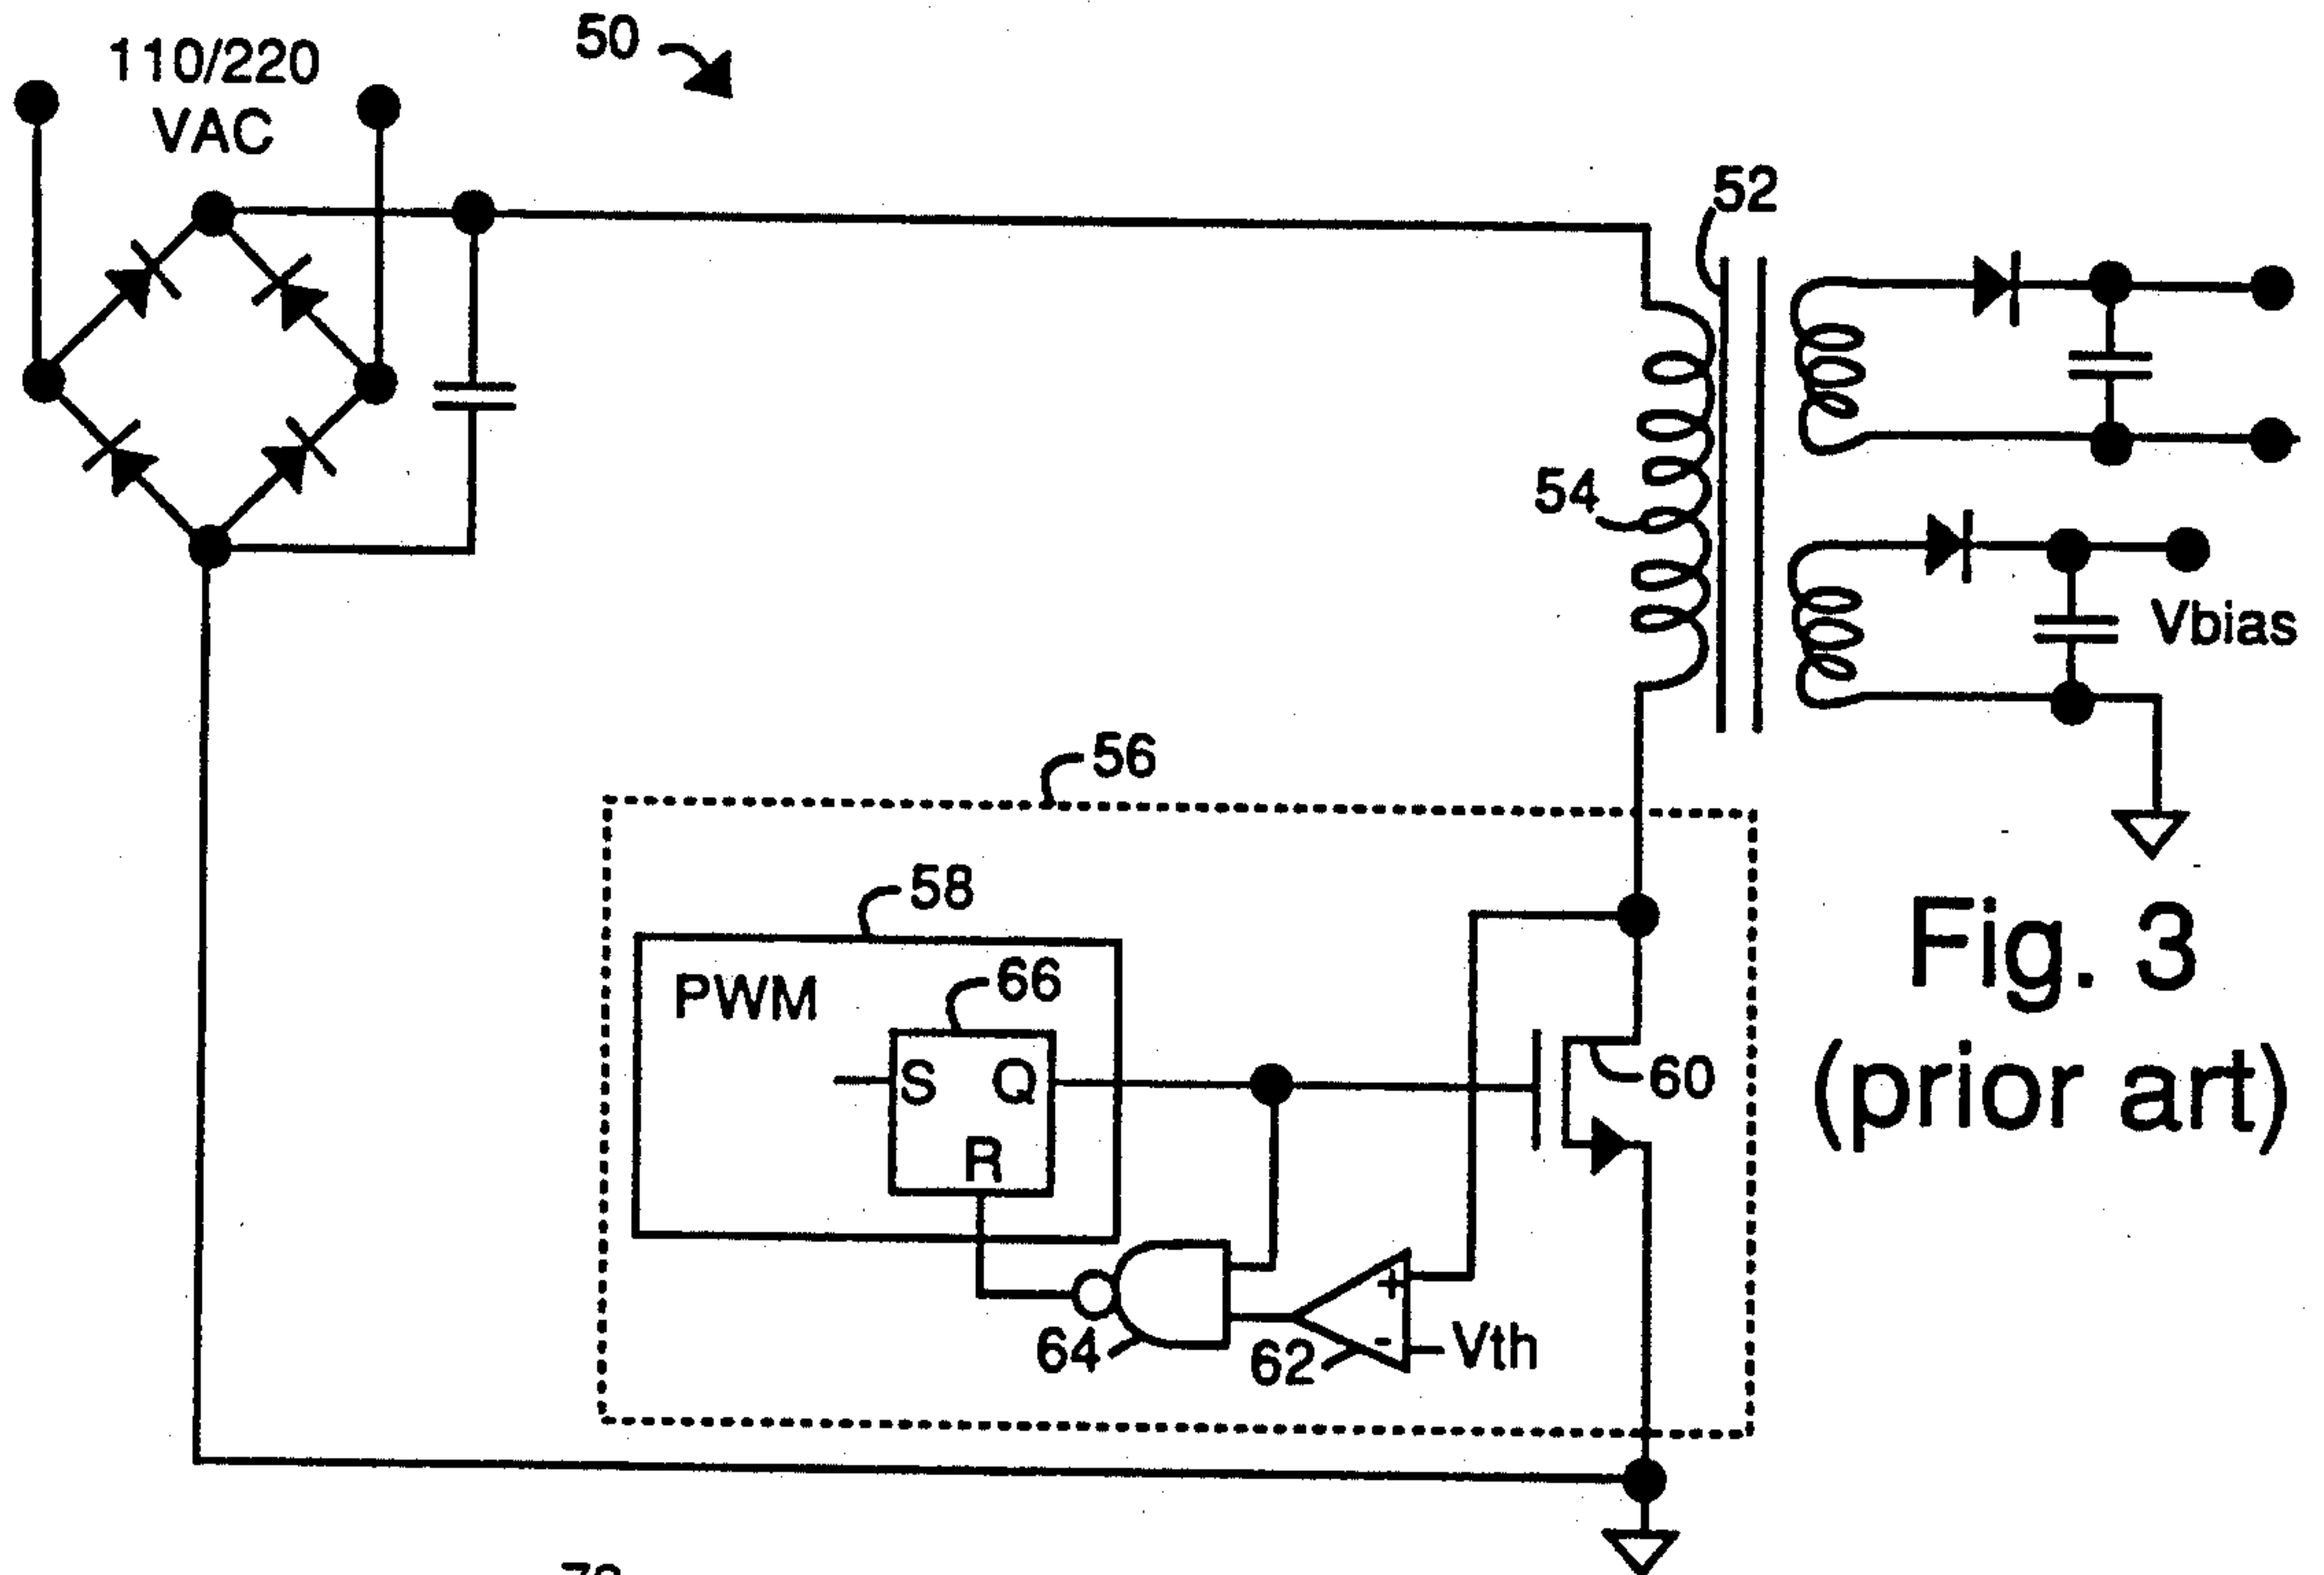 110/220
VAC
50
52
54
Vbias
56
58
PWM
66
S
Q
R
60
64
62
+
-
Vth
Fig. 3
(prior art)